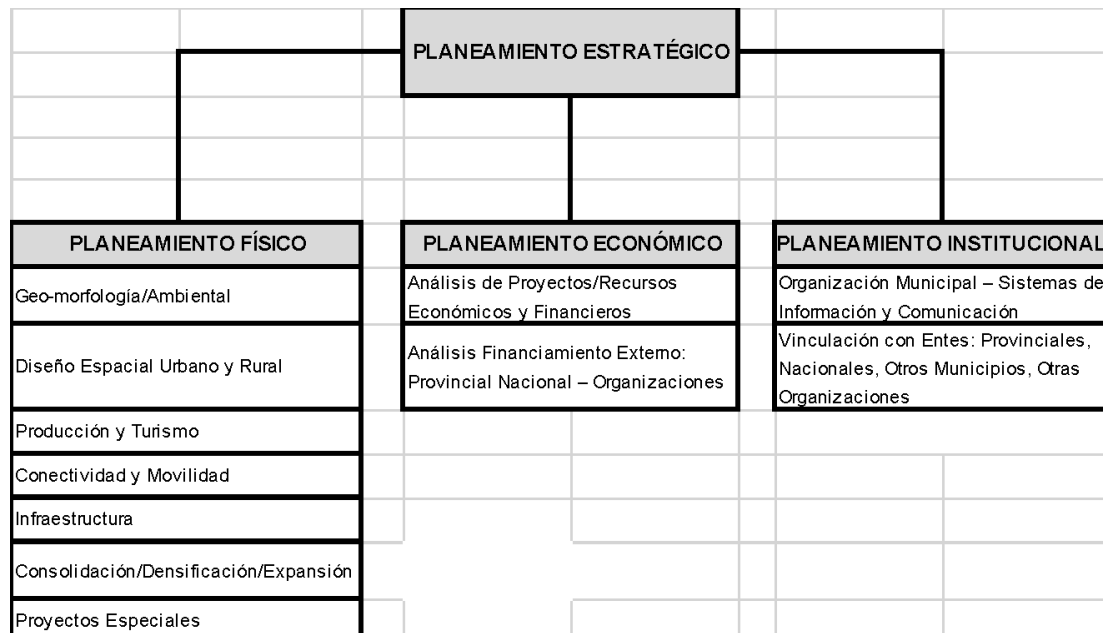 PLANEAMIENTO ESTRATÉGICO
PLANEAMIENTO FÍSICO
Geo-morfología/Ambiental
Diseño Espacial Urbano y Rural
Producción y Turismo
Conectividad y Movilidad
Infraestructura
Consolidación/Densificación/Expansión
Proyectos Especiales
PLANEAMIENTO ECONÓMICO
Análisis de Proyectos/Recursos
Económicos y Financieros
Análisis Financiamiento Externo:
Provincial Nacional – Organizaciones
PLANEAMIENTO INSTITUCIONAL
Organización Municipal – Sistemas de
Información y Comunicación
Vinculación con Entes: Provinciales,
Nacionales, Otros Municipios, Otras
Organizaciones